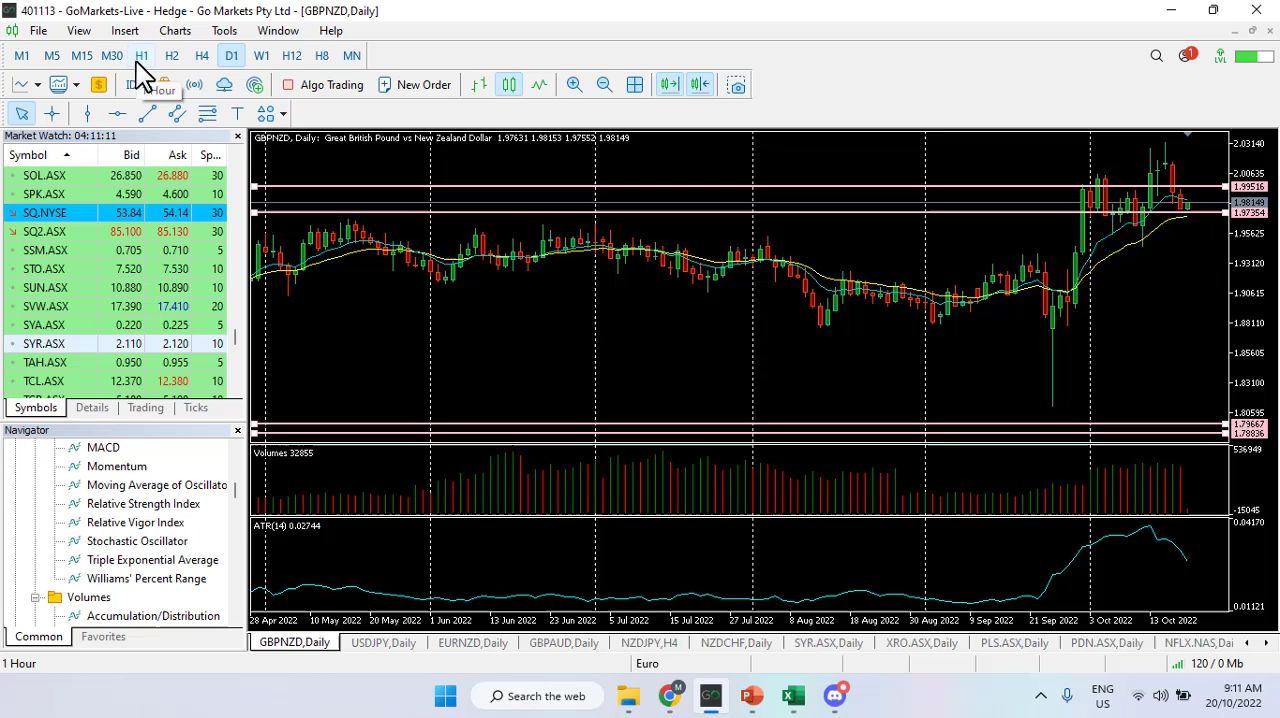 401113 - GoMarkets-Live - Hedge - Go Markets Pty Ltd - [GBPNZD,Daily]
File View Insert Charts Tools Window Help
M1 M5 M15 M30 H1 H2 H4 D1 W1 H12 H8 MN
1
LVL
Algo Trading New Order
Hour
Market Watch: 04:11:11
Symbol Bid Ask Sp...
SOL.ASX 26.850 26.880 30
SPK.ASX 4.590 4.600 10
SQ.NYSE 53.84 54.14 30
SQ2.ASX 85.100 85.130 30
SSM.ASX 0.705 0.710 5
STO.ASX 7.520 7.530 10
SUN.ASX 10.880 10.890 10
SVW.ASX 17.390 17.410 20
SYA.ASX 0.220 0.225 5
SYR.ASX 2.110 2.120 10
TAH.ASX 0.950 0.955 5
TCL.ASX 12.370 12.380 10
Symbols Details Trading Ticks
Navigator
MACD
Momentum
Moving Average of Oscillato
Relative Strength Index
Relative Vigor Index
Stochastic Oscillator
Triple Exponential Average
Williams' Percent Range
Volumes
Accumulation/Distribution
Common Favorites
GBPNZD, Daily: Great British Pound vs New Zealand Dollar 1.97631 1.98153 1.97552 1.98149
2.03140
2.00635
1.99516
1.98149
1.97354
1.95625
1.93120
1.90615
1.88110
1.85605
1.83100
1.80595
1.79667
1.78836
Volumes 32855
536949
-15045
ATR(14) 0.02744
0.04170
0.01121
28 Apr 2022 10 May 2022 20 May 2022 1 Jun 2022 13 Jun 2022 23 Jun 2022 5 Jul 2022 15 Jul 2022 27 Jul 2022 8 Aug 2022 18 Aug 2022 30 Aug 2022 9 Sep 2022 21 Sep 2022 3 Oct 2022 13 Oct 2022
GBPNZD,Daily USDJPY,Daily EURNZD,Daily GBPAUD,Daily NZDJPY,H4 NZDCHF,Daily SYR.ASX,Daily XRO.ASX,Daily PLS.ASX,Daily PDN.ASX,Daily NFLX.NAS,Da
1 Hour Euro 120 / 0 Mb
Search the web
M
GO
ENG
US
9:11 AM
20/10/2022